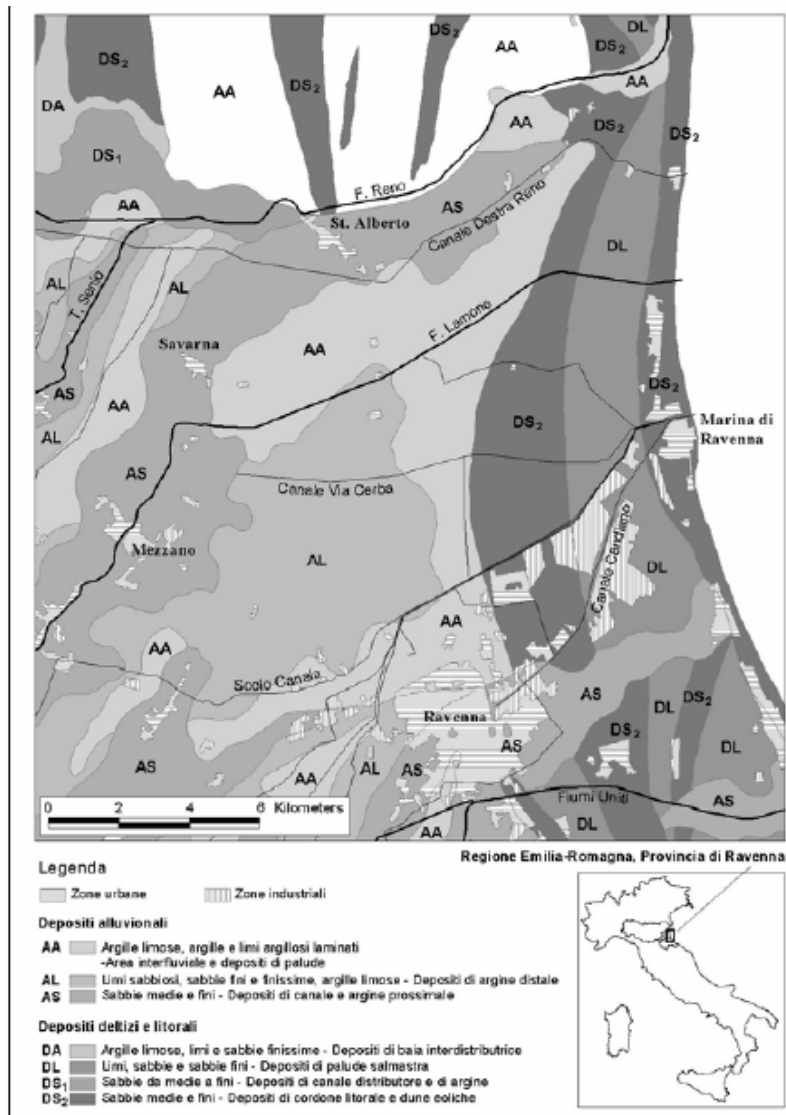 DS2
DS2
DS2
AA
DS2
DL
AA
DA
AA
DS2
AA
DS2
DS1
AA
F. Reno
AS
St. Alberto
Canale Destra Reno
DL
AL
T. Senio
AL
F. Lamone
Savarna
AA
AA
AS
DS2
DS2
Marina di
Ravenna
AL
AS
Canale Via Cerba
Mezzano
AL
Canale Candiano
DL
AA
AA
AS
Ravenna
DL
DS2
DS2
AS
AS
DL
AA
AL
AS
AS
Fiumi Uniti
AA
DL
0 2 4 6 Kilometers
Legenda
Regione Emilia-Romagna, Provincia di Ravenna
Zone urbane
Zone industriali
Depositi alluvionali
AA Argille limose, argille e limi argillosi laminati
-Area interfluviale e depositi di palude
AL Limi sabbiosi, sabbie fini e finissime, argille limose - Depositi di argine distale
AS Sabbie medie e fini - Depositi di canale e argine prossimale
Depositi deltizi e litorali
DA Argille limose, limi e sabbie finissime - Depositi di baia interdistributrice
DL Limi, sabbie e sabbie fini - Depositi di palude salmastra
DS1 Sabbie da medie a fini - Depositi di canale distributore e di argine
DS2 Sabbie medie e fini - Depositi di cordone litorale e dune eoliche